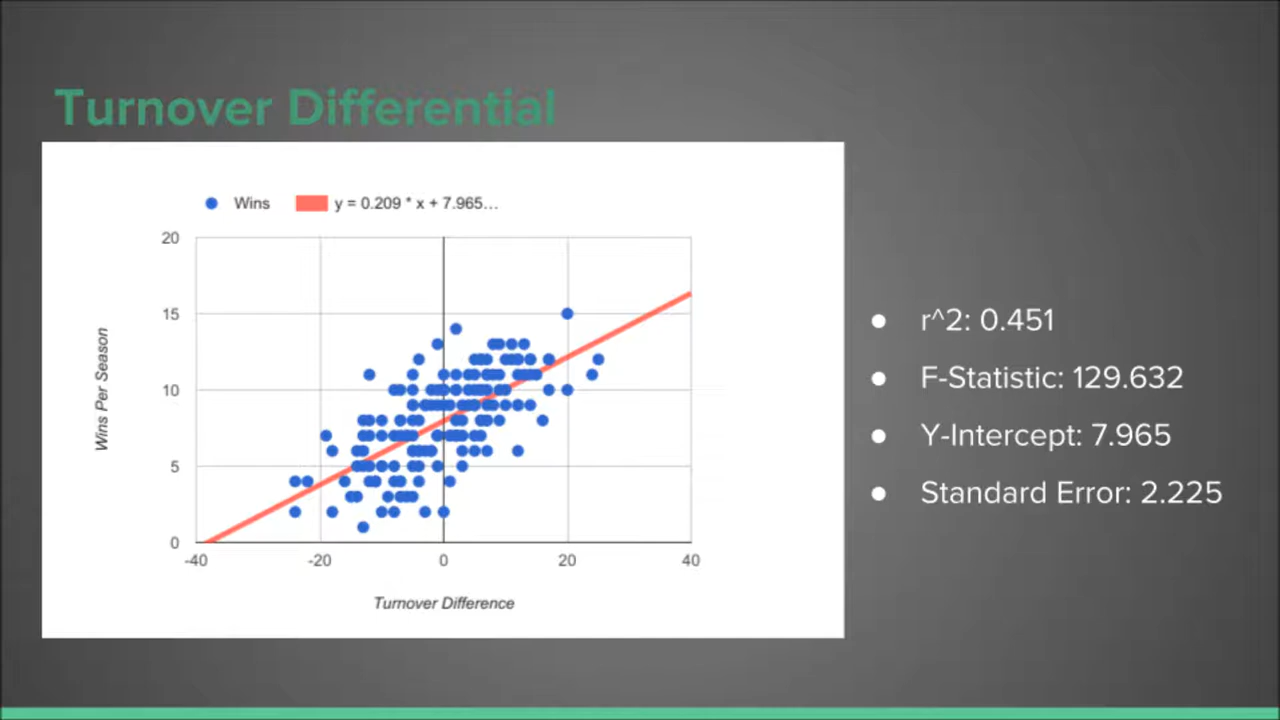 Turnover Differential
Wins
y = 0.209 * x + 7.965…
20
15
10
5
0
-40
-20
0
20
40
Wins Per Season
Turnover Difference
● r^2: 0.451
● F-Statistic: 129.632
● Y-Intercept: 7.965
● Standard Error: 2.225